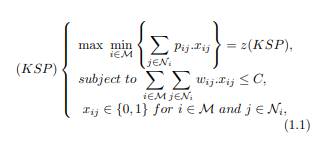 (KSP) { max min_{i∈M} { ∑_{j∈N_i} p_{ij}.x_{ij} } = z(KSP),
subject to ∑_{i∈M} ∑_{j∈N_i} w_{ij}.x_{ij} ≤ C,
x_{ij} ∈ {0,1} for i ∈ M and j ∈ N_i,
(1.1)